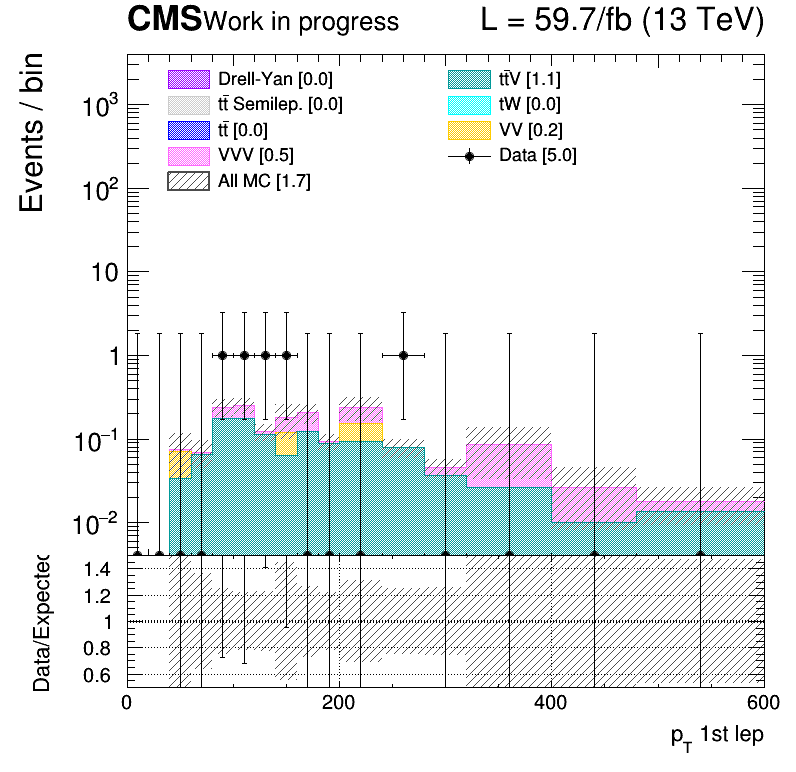 CMS Work in progress L = 59.7/fb (13 TeV)
Events / bin
Drell-Yan [0.0]
tt̄ Semilep. [0.0]
tt̄ [0.0]
VVV [0.5]
All MC [1.7]
tt̄V [1.1]
tW [0.0]
VV [0.2]
Data [5.0]
10³
10²
10
1
10⁻¹
10⁻²
Data/Expected
1.4
1.2
1
0.8
0.6
0 200 400 600
p_T 1st lep